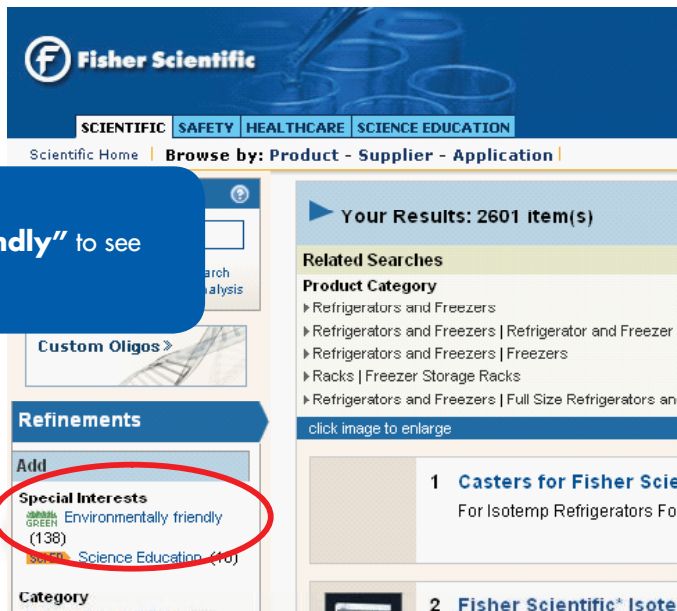 Fisher Scientific
SCIENTIFIC SAFETY HEALTHCARE SCIENCE EDUCATION
Scientific Home | Browse by: Product - Supplier - Application |
ndly” to see
arch
alysis
Custom Oligos »
Refinements
Add
Special Interests
GREEN Environmentally friendly
(138)
Science Education
Category
Your Results: 2601 item(s)
Related Searches
Product Category
Refrigerators and Freezers
Refrigerators and Freezers | Refrigerator and Freezer
Refrigerators and Freezers | Freezers
Racks | Freezer Storage Racks
Refrigerators and Freezers | Full Size Refrigerators an
click image to enlarge
1 Casters for Fisher Scie
For Isotemp Refrigerators Fo
2 Fisher Scientific* Isote